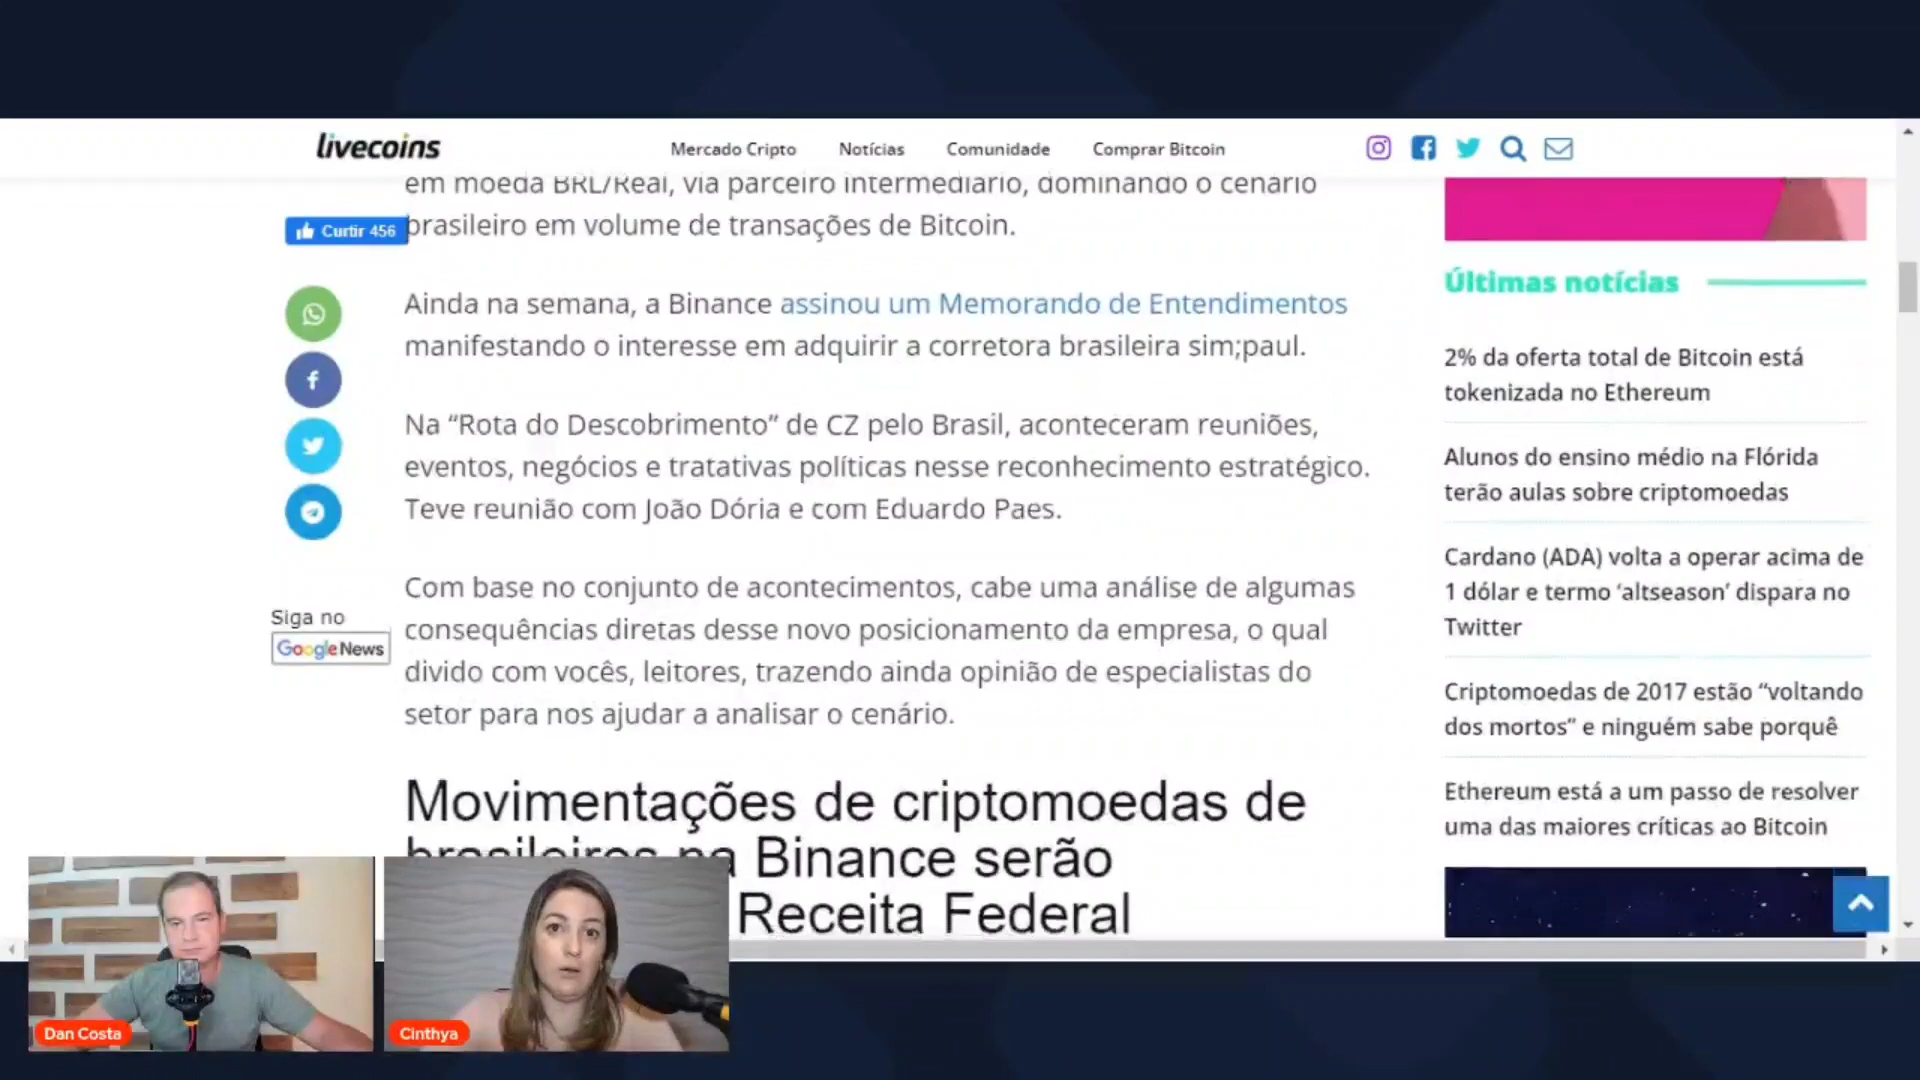 livecoins
Mercado Cripto
Notícias
Comunidade
Comprar Bitcoin
em moeda BRL/Real, via parceiro intermediário, dominando o cenário
brasileiro em volume de transações de Bitcoin.
Curtir 456
Ainda na semana, a Binance assinou um Memorando de Entendimentos
manifestando o interesse em adquirir a corretora brasileira sim;paul.
Na “Rota do Descobrimento” de CZ pelo Brasil, aconteceram reuniões,
eventos, negócios e tratativas políticas nesse reconhecimento estratégico.
Teve reunião com João Dória e com Eduardo Paes.
Siga no
Google News
Com base no conjunto de acontecimentos, cabe uma análise de algumas
consequências diretas desse novo posicionamento da empresa, o qual
divido com vocês, leitores, trazendo ainda opinião de especialistas do
setor para nos ajudar a analisar o cenário.
Movimentações de criptomoedas de
brasileiros na Binance serão
Receita Federal
Últimas notícias
2% da oferta total de Bitcoin está
tokenizada no Ethereum
Alunos do ensino médio na Flórida
terão aulas sobre criptomoedas
Cardano (ADA) volta a operar acima de
1 dólar e termo ‘altseason’ dispara no
Twitter
Criptomoedas de 2017 estão “voltando
dos mortos” e ninguém sabe porquê
Ethereum está a um passo de resolver
uma das maiores críticas ao Bitcoin
Dan Costa
Cinthya